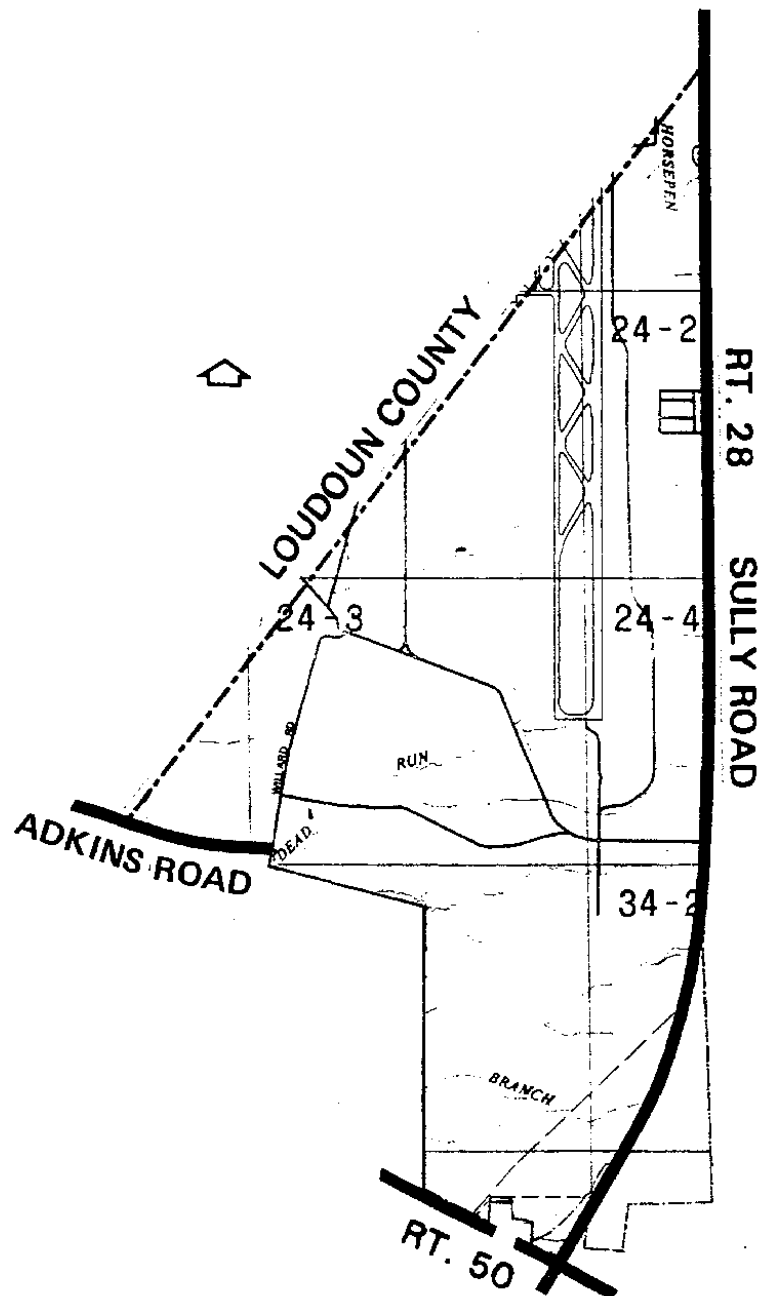 HORSEPEN
24-2
RT. 28 SULLY ROAD
LOUDOUN COUNTY
24-3
24-4
WILLARD RD
RUN
DEAD
ADKINS ROAD
34-2
BRANCH
RT. 50